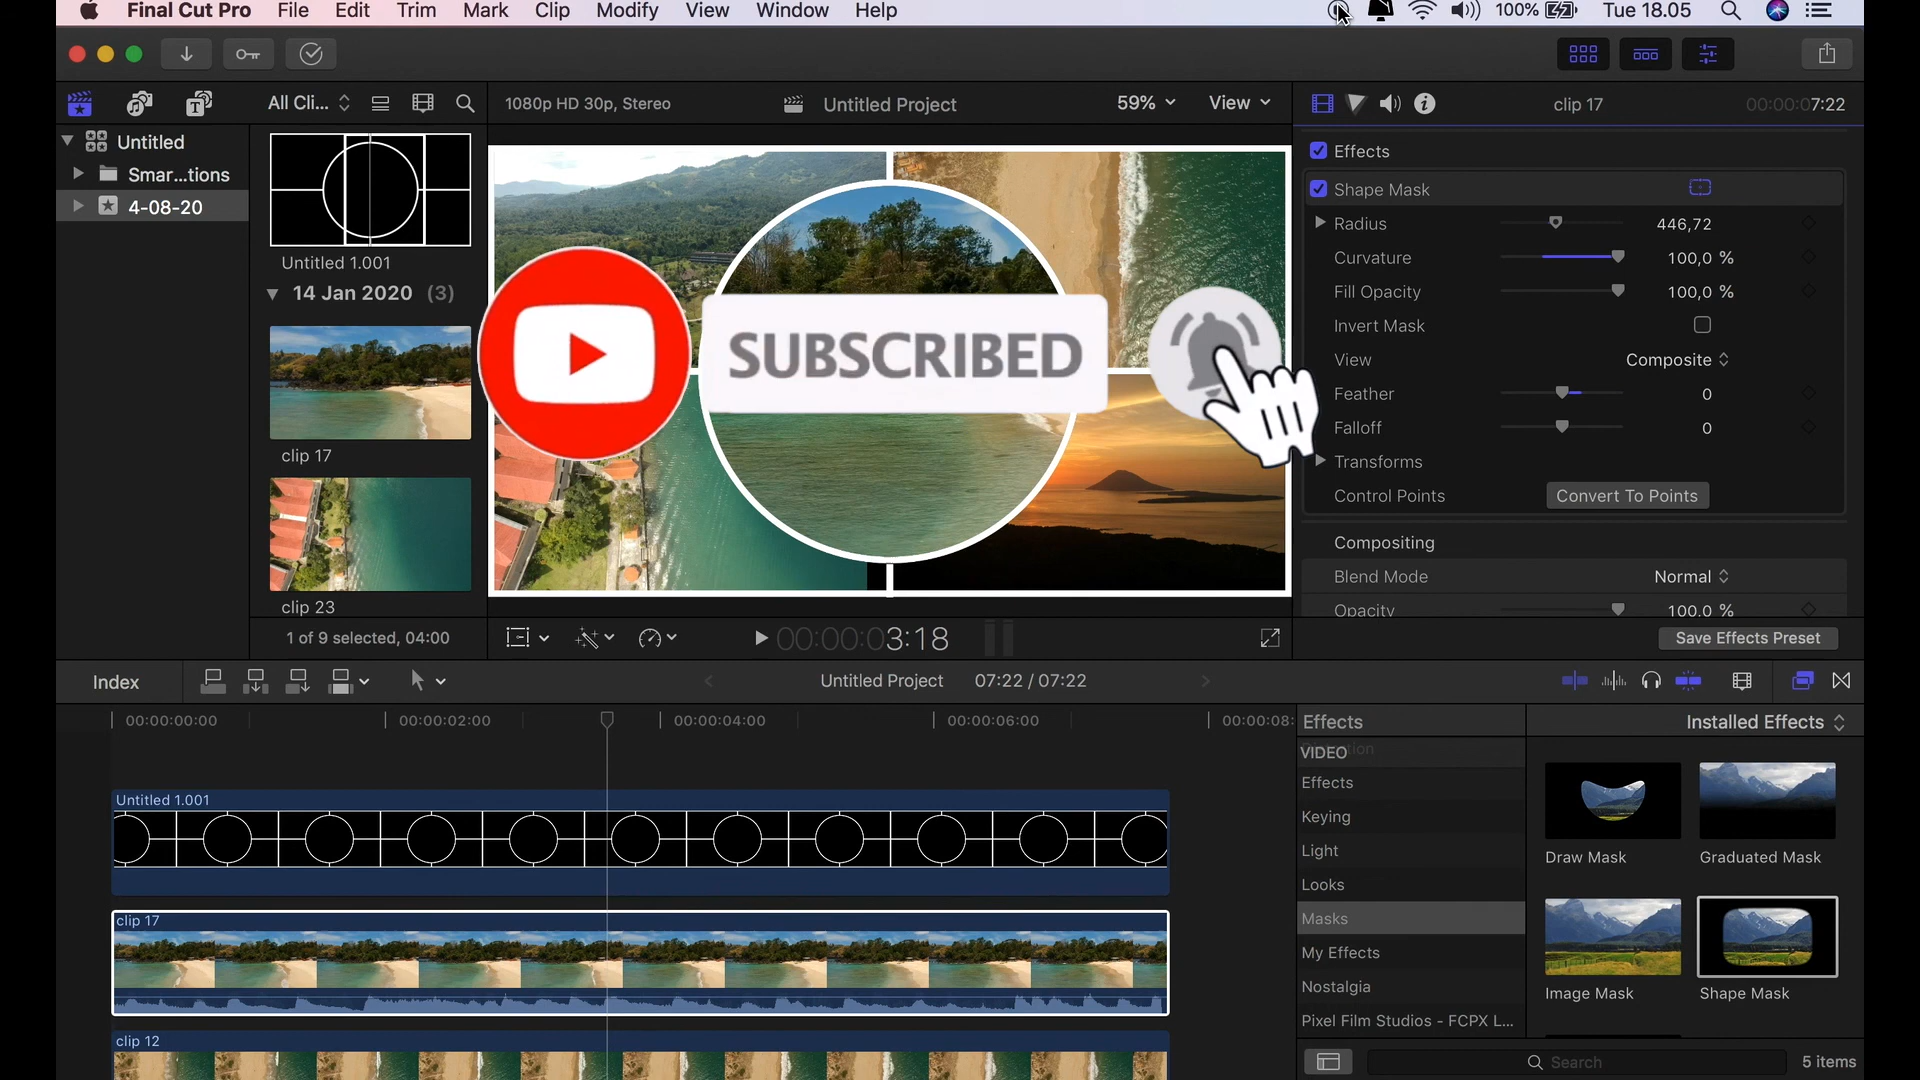 Final Cut Pro File Edit Trim Mark Clip Modify View Window Help 100% Tue 18.05
All Cli... 1080p HD 30p, Stereo Untitled Project 59% View clip 17 00:00:07:22
Untitled
Smar...tions
4-08-20
Untitled 1.001
14 Jan 2020 (3)
clip 17
clip 23
1 of 9 selected, 04:00
SUBSCRIBED
00:00:03:18
Effects
Shape Mask
Radius 446,72
Curvature 100,0 %
Fill Opacity 100,0 %
Invert Mask
View Composite
Feather 0
Falloff 0
Transforms
Control Points Convert To Points
Compositing
Blend Mode Normal
Opacity 100,0 %
Save Effects Preset
Index Untitled Project 07:22 / 07:22
00:00:00:00 00:00:02:00 00:00:04:00 00:00:06:00 00:00:08:
Untitled 1.001
clip 17
clip 12
Effects Installed Effects
VIDEO
Effects
Keying
Light
Looks
Masks
My Effects
Nostalgia
Pixel Film Studios - FCPX L...
Draw Mask Graduated Mask
Image Mask Shape Mask
Search 5 items